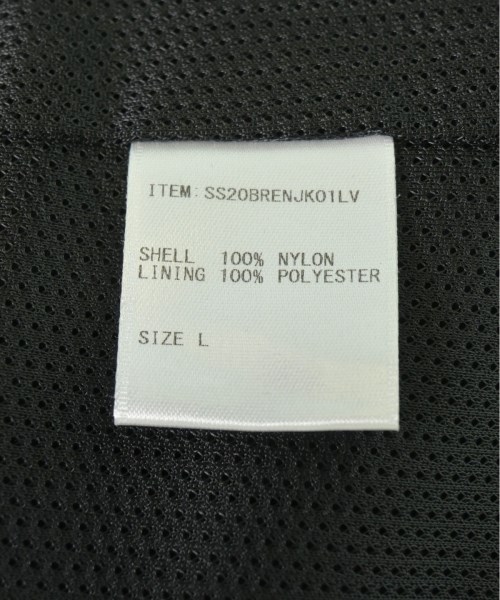 ITEM: SS20BRENJK01LV
SHELL 100% NYLON
LINING 100% POLYESTER
SIZE L